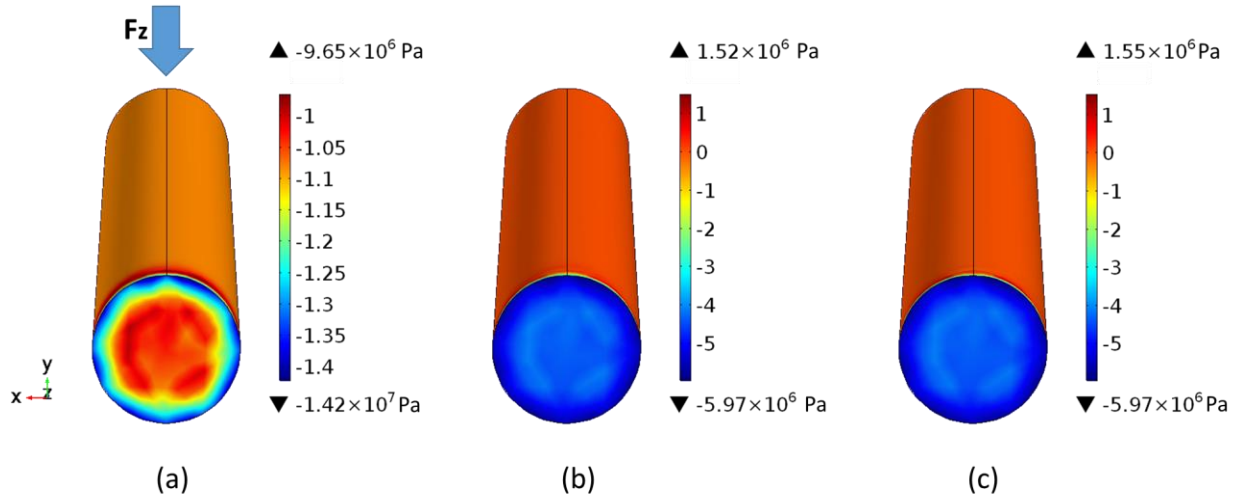 Fz
▲ -9.65×10⁶ Pa
-1
-1.05
-1.1
-1.15
-1.2
-1.25
-1.3
-1.35
-1.4
▼ -1.42×10⁷ Pa
▲ 1.52×10⁶ Pa
1
0
-1
-2
-3
-4
-5
▼ -5.97×10⁶ Pa
▲ 1.55×10⁶ Pa
1
0
-1
-2
-3
-4
-5
▼ -5.97×10⁶ Pa
y
x z
(a)
(b)
(c)